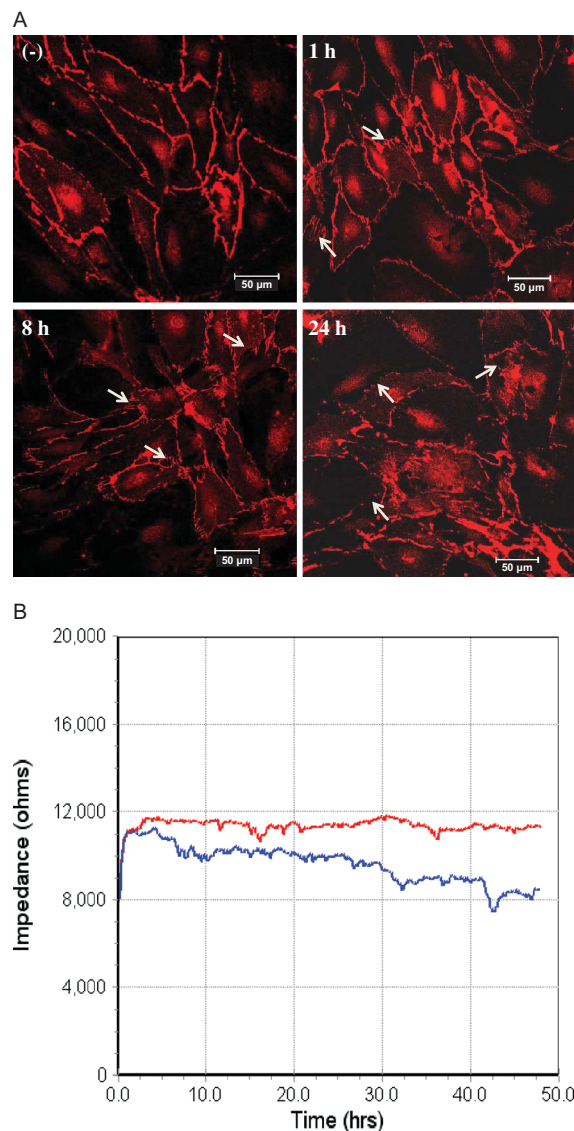 A
(-)
1 h
50 µm
50 µm
8 h
24 h
50 µm
50 µm
B
20,000
16,000
12,000
8,000
4,000
0
Impedance (ohms)
0.0 10.0 20.0 30.0 40.0 50.0
Time (hrs)